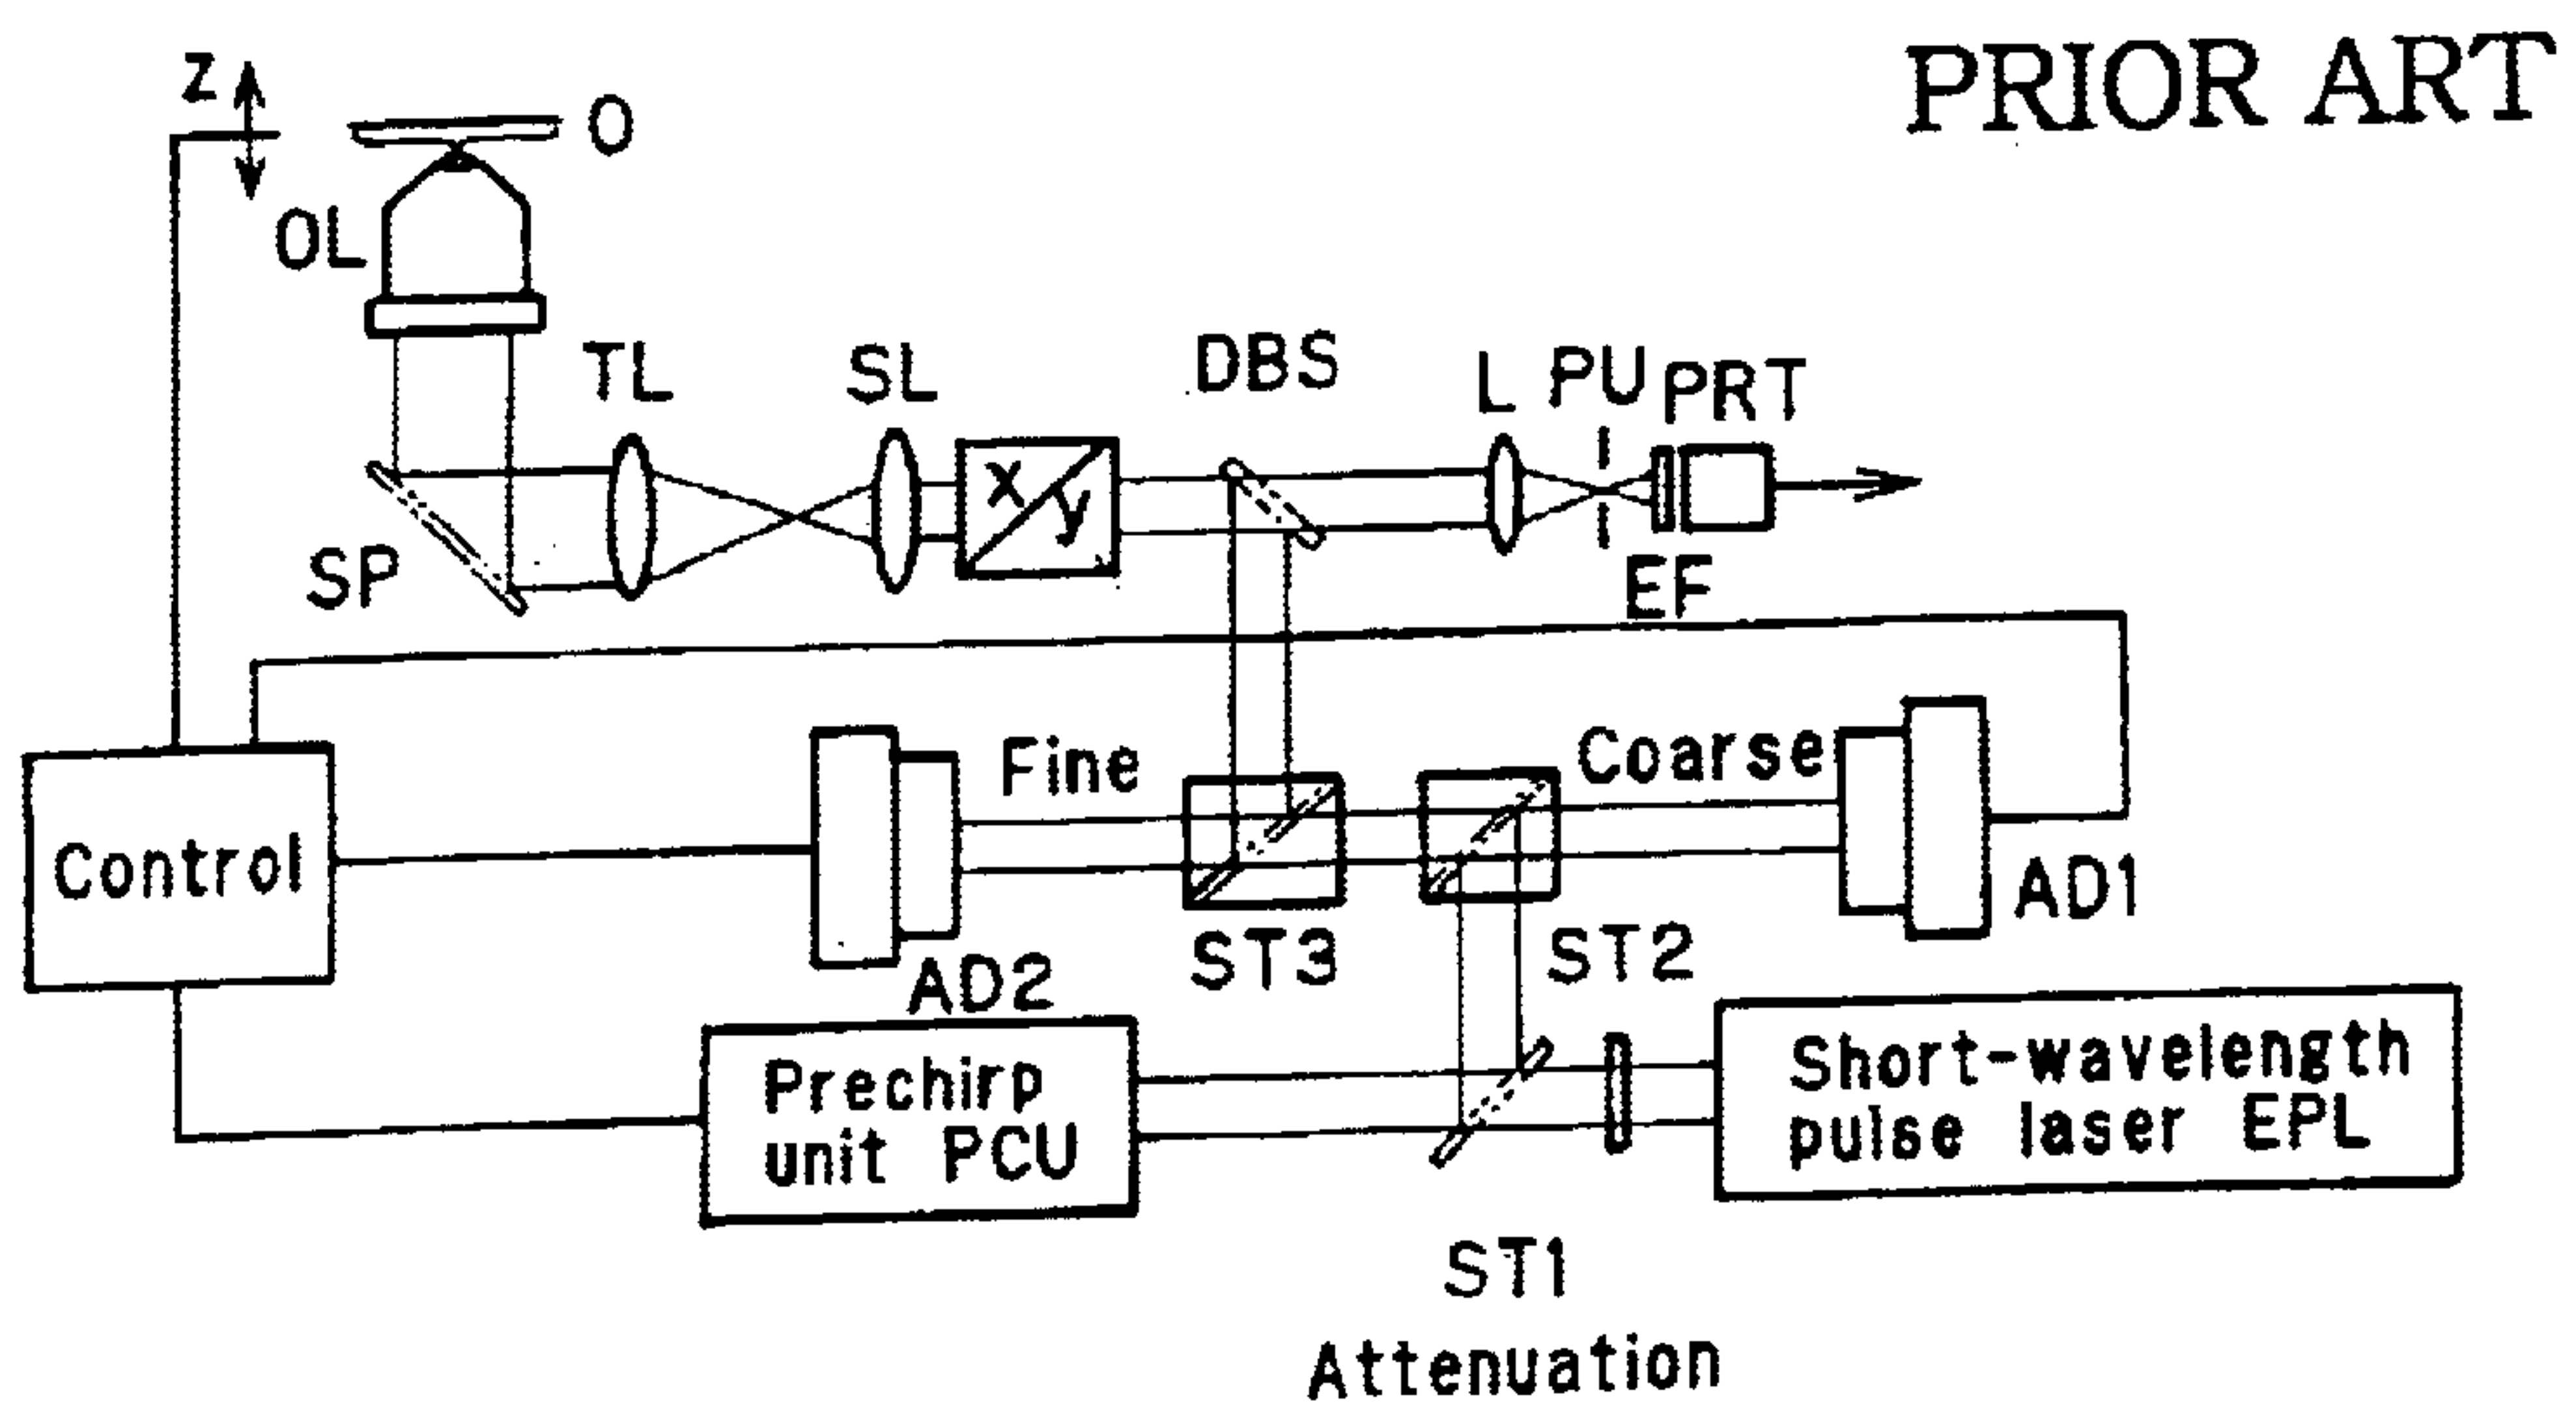 PRIOR ART
Z
O
OL
TL
SL
DBS
L
PU
PRT
SP
x
y
EF
Fine
Coarse
Control
AD1
AD2
ST3
ST2
Prechirp
unit PCU
Short-wavelength
pulse laser EPL
ST1
Attenuation